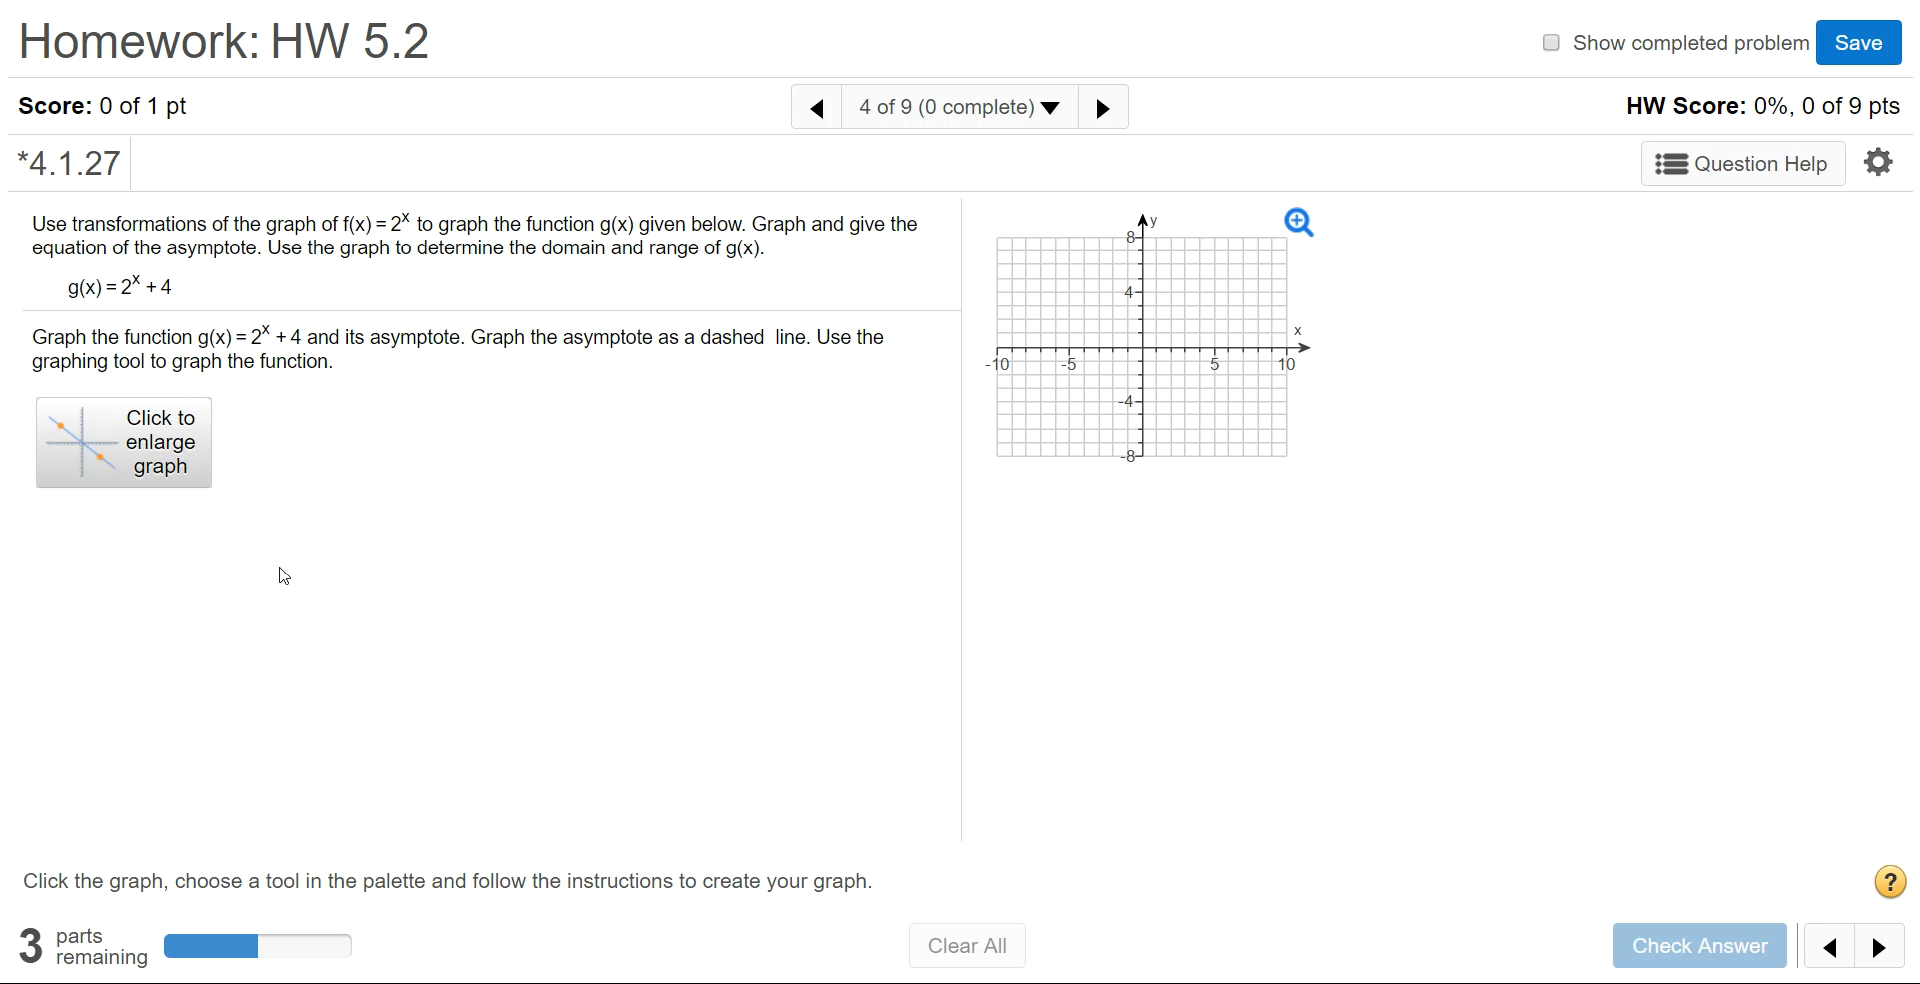 Homework: HW 5.2
Show completed problem
Save
Score: 0 of 1 pt
4 of 9 (0 complete)
HW Score: 0%, 0 of 9 pts
*4.1.27
Question Help
Use transformations of the graph of f(x) = 2^x to graph the function g(x) given below. Graph and give the
equation of the asymptote. Use the graph to determine the domain and range of g(x).
g(x) = 2^x + 4
Graph the function g(x) = 2^x + 4 and its asymptote. Graph the asymptote as a dashed line. Use the
graphing tool to graph the function.
Click to
enlarge
graph
y
8
4
x
-10 -5 5 10
-4
-8
Click the graph, choose a tool in the palette and follow the instructions to create your graph.
?
3 parts
remaining
Clear All
Check Answer